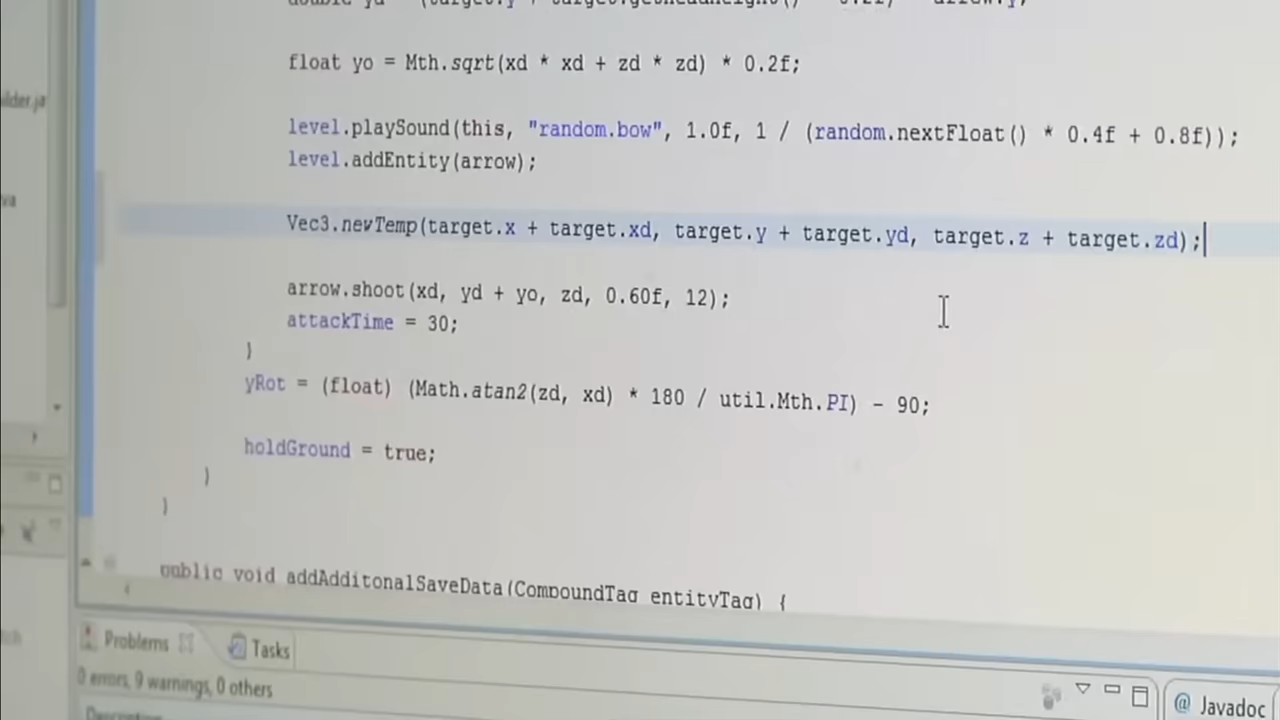 float yo = Mth.sqrt(xd * xd + zd * zd) * 0.2f;
level.playSound(this, "random.bow", 1.0f, 1 / (random.nextFloat() * 0.4f + 0.8f));
level.addEntity(arrow);
Vec3.newTemp(target.x + target.xd, target.y + target.yd, target.z + target.zd);
arrow.shoot(xd, yd + yo, zd, 0.60f, 12);
attackTime = 30;
}
yRot = (float) (Math.atan2(zd, xd) * 180 / util.Mth.PI) - 90;
holdGround = true;
}
}
public void addAdditonalSaveData(CompoundTag entityTag) {
Problems
Tasks
0 errors, 9 warnings, 0 others
@ Javadoc